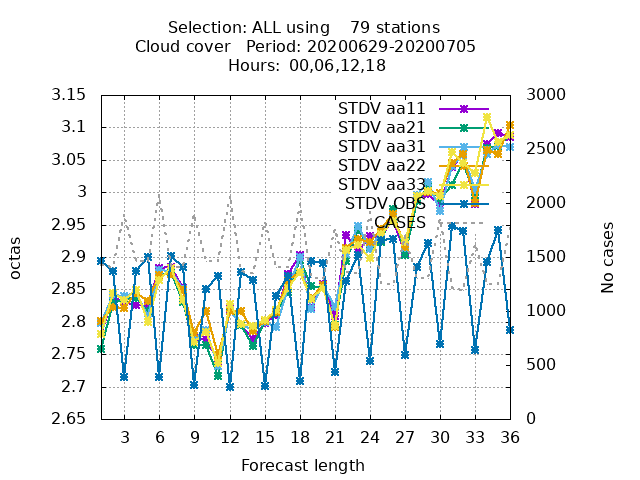 Selection: ALL using    79 stations
Cloud cover   Period: 20200629-20200705
Hours:  00,06,12,18
3.15
3.1
3.05
3
2.95
2.9
2.85
2.8
2.75
2.7
2.65
3000
2500
2000
1500
1000
500
0
octas
No cases
STDV aa11
STDV aa21
STDV aa31
STDV aa22
STDV aa33
STDV OBS
CASES
3 6 9 12 15 18 21 24 27 30 33 36
Forecast length